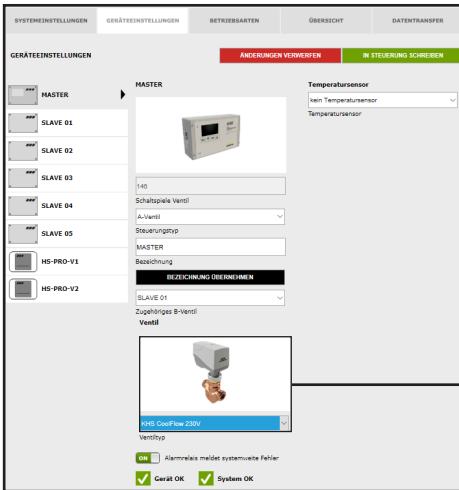 SYSTEMEINSTELLUNGEN
GERÄTEEINSTELLUNGEN
BETRIEBSARTEN
ÜBERSICHT
DATENTRANSFER
GERÄTEEINSTELLUNGEN
ÄNDERUNGEN VERWERFEN
IN STEUERUNG SCHREIBEN
MASTER
SLAVE 01
SLAVE 02
SLAVE 03
SLAVE 04
SLAVE 05
HS-PRO-V1
HS-PRO-V2
MASTER
146
Schaltspiele Ventil
A-Ventil
Steuerungstyp
MASTER
Bezeichnung
BEZEICHNUNG ÜBERNEHMEN
SLAVE 01
Zugehöriges B-Ventil
Ventil
KHS CoolFlow 230V
Ventiltyp
ON Alarmrelais meldet systemweite Fehler
Gerät OK System OK
Temperatursensor
kein Temperatursensor
Temperatursensor